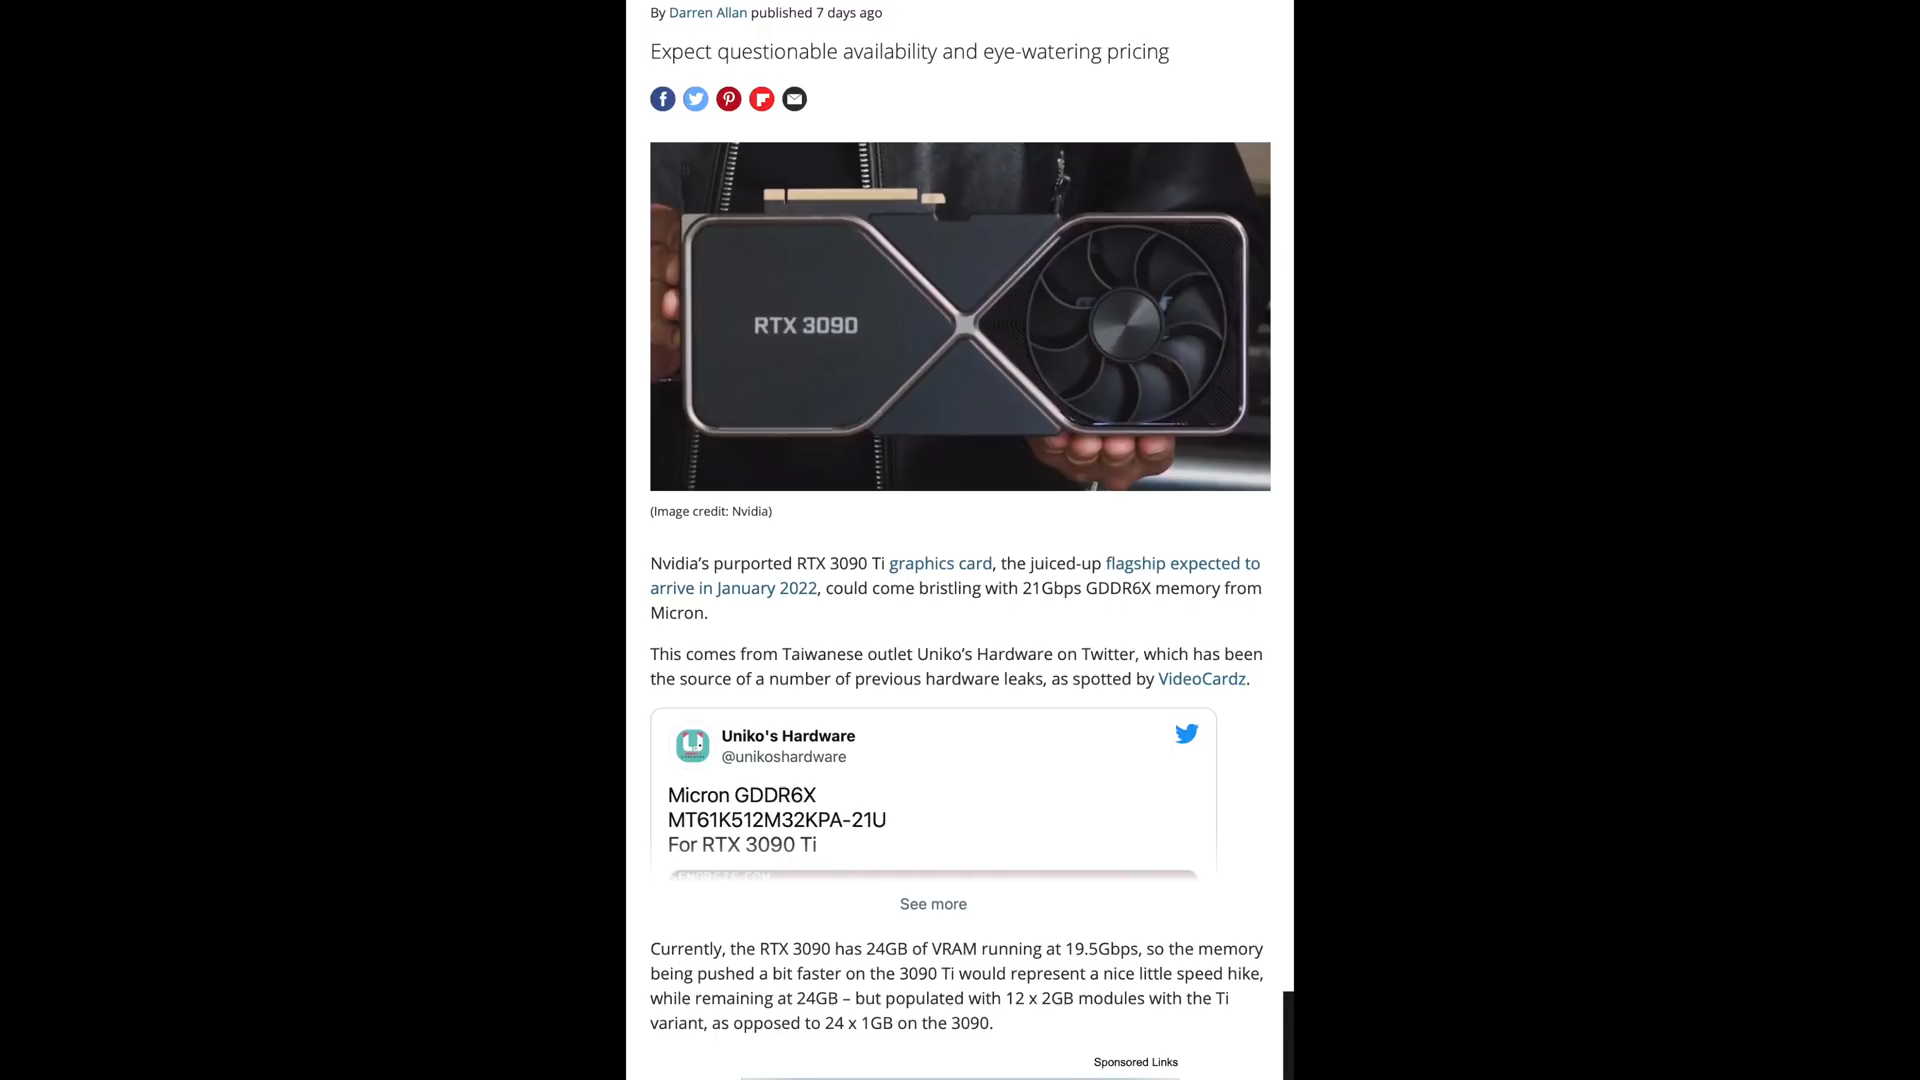 By Darren Allan published 7 days ago
Expect questionable availability and eye-watering pricing
RTX 3090
(Image credit: Nvidia)
Nvidia’s purported RTX 3090 Ti graphics card, the juiced-up flagship expected to
arrive in January 2022, could come bristling with 21Gbps GDDR6X memory from
Micron.
This comes from Taiwanese outlet Uniko’s Hardware on Twitter, which has been
the source of a number of previous hardware leaks, as spotted by VideoCardz.
Uniko's Hardware
@unikoshardware
Micron GDDR6X
MT61K512M32KPA-21U
For RTX 3090 Ti
See more
Currently, the RTX 3090 has 24GB of VRAM running at 19.5Gbps, so the memory
being pushed a bit faster on the 3090 Ti would represent a nice little speed hike,
while remaining at 24GB – but populated with 12 x 2GB modules with the Ti
variant, as opposed to 24 x 1GB on the 3090.
Sponsored Links